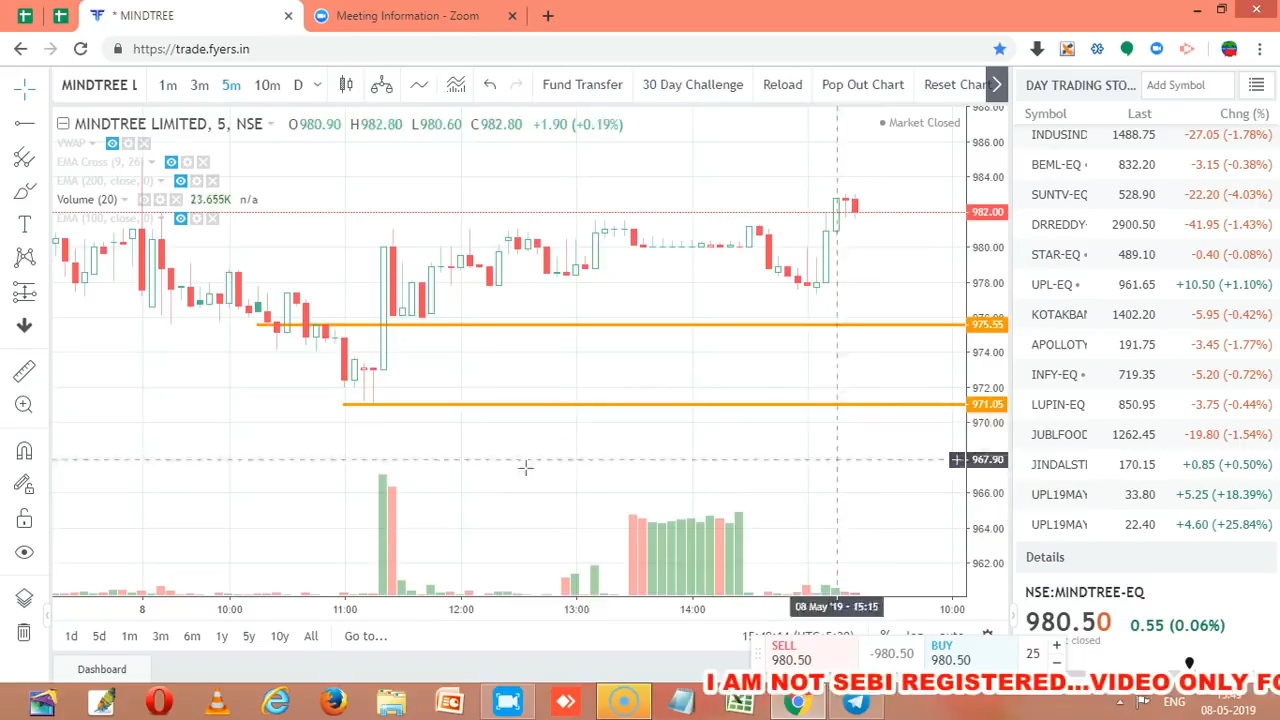 * MINDTREE
Meeting Information - Zoom
https://trade.fyers.in
MINDTREE L 1m 3m 5m 10m D Fund Transfer 30 Day Challenge Reload Pop Out Chart Reset Chart
MINDTREE LIMITED, 5, NSE O980.90 H982.80 L980.60 C982.80 +1.90 (+0.19%)
Market Closed
VWAP
EMA Cross (9, 26)
EMA (200, close, 0)
Volume (20) 23.655K n/a
EMA (100, close, 0)
988.00
986.00
984.00
982.00
980.00
978.00
975.55
974.00
972.00
971.05
970.00
967.90
966.00
964.00
962.00
8 10:00 11:00 12:00 13:00 14:00 08 May '19 - 15:15 10:00
1d 5d 1m 3m 6m 1y 5y 10y All Go to...
SELL 980.50
-980.50
BUY 980.50
25
Dashboard
DAY TRADING STO... Add Symbol
Symbol Last Chng (%)
INDUSIND 1488.75 -27.05 (-1.78%)
BEML-EQ 832.20 -3.15 (-0.38%)
SUNTV-EQ 528.90 -22.20 (-4.03%)
DRREDDY- 2900.50 -41.95 (-1.43%)
STAR-EQ 489.10 -0.40 (-0.08%)
UPL-EQ 961.65 +10.50 (+1.10%)
KOTAKBAN 1402.20 -5.95 (-0.42%)
APOLLOTY 191.75 -3.45 (-1.77%)
INFY-EQ 719.35 -5.20 (-0.72%)
LUPIN-EQ 850.95 -3.75 (-0.44%)
JUBLFOOD 1262.45 -19.80 (-1.54%)
JINDALST 170.15 +0.85 (+0.50%)
UPL19MAY 33.80 +5.25 (+18.39%)
UPL19MAY 22.40 +4.60 (+25.84%)
Details
NSE:MINDTREE-EQ
980.50 0.55 (0.06%)
I AM NOT SEBI REGISTERED...VIDEO ONLY FO
ENG
08-05-2019